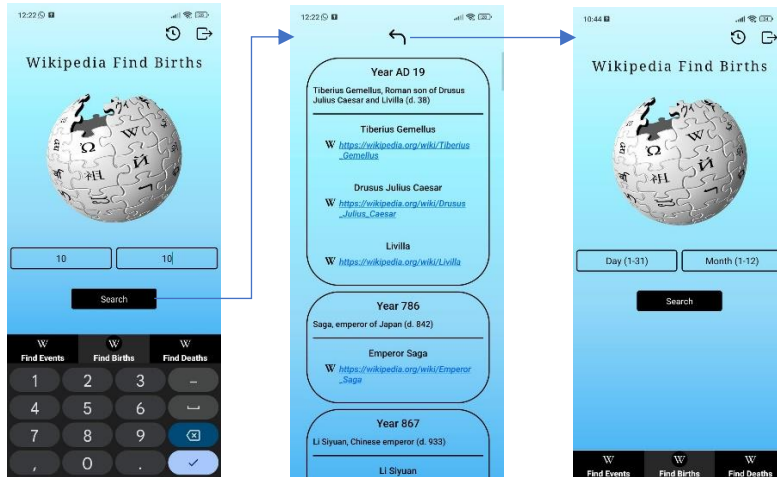 12:22
Wikipedia Find Births
Ω
W
И
祖
10
10
Search
W
Find Events
W
Find Births
W
Find Deaths
1 2 3 –
4 5 6
7 8 9
, 0 .
12:22
Year AD 19
Tiberius Gemellus, Roman son of Drusus
Julius Caesar and Livilla (d. 38)
Tiberius Gemellus
W https://wikipedia.org/wiki/Tiberius
_Gemellus
Drusus Julius Caesar
W https://wikipedia.org/wiki/Drusus
_Julius_Caesar
Livilla
W https://wikipedia.org/wiki/Livilla
Year 786
Saga, emperor of Japan (d. 842)
Emperor Saga
W https://wikipedia.org/wiki/Emperor
_Saga
Year 867
Li Siyuan, Chinese emperor (d. 933)
Li Siyuan
10:44
Wikipedia Find Births
Ω
W
И
祖
Day (1-31)
Month (1-12)
Search
W
Find Events
W
Find Births
W
Find Deaths